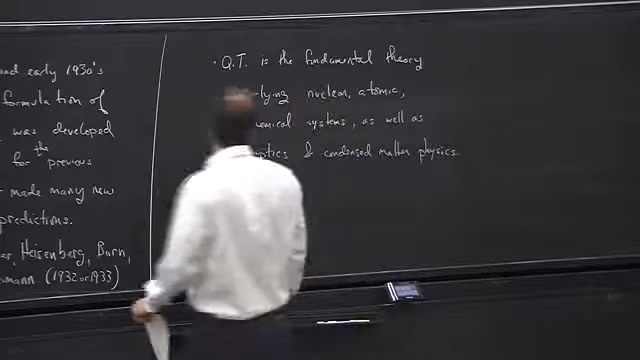 and early 1930's
formulation of
was developed
for the previous
made many new
predictions.
Heisenberg, Born,
(1932 or 1933)
· Q.T. is the fundamental theory
nuclear, atomic,
systems, as well as
& condensed matter physics.